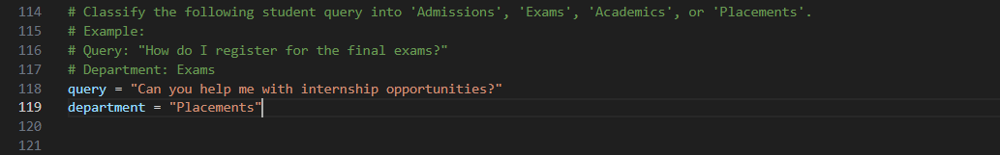 114 # Classify the following student query into 'Admissions', 'Exams', 'Academics', or 'Placements'.
115 # Example:
116 # Query: "How do I register for the final exams?"
117 # Department: Exams
118 query = "Can you help me with internship opportunities?"
119 department = "Placements"
120
121